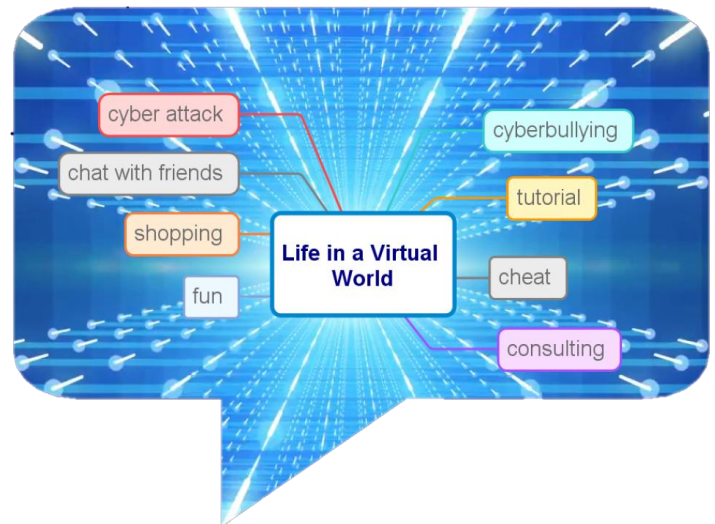 cyber attack
cyberbullying
chat with friends
tutorial
shopping
Life in a Virtual
World
cheat
fun
consulting